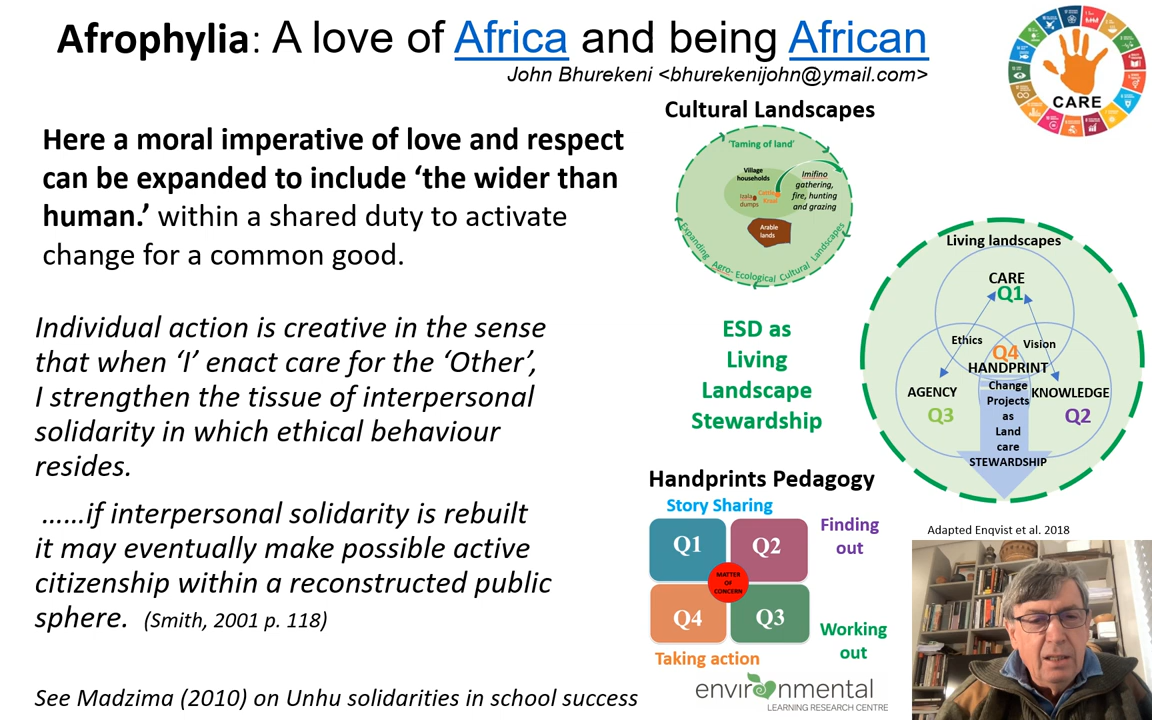 Afrophylia: A love of Africa and being African
John Bhurekeni <bhurekenijohn@ymail.com>
CARE
Here a moral imperative of love and respect
can be expanded to include ‘the wider than
human.’ within a shared duty to activate
change for a common good.
Individual action is creative in the sense
that when ‘I’ enact care for the ‘Other’,
I strengthen the tissue of interpersonal
solidarity in which ethical behaviour
resides.
……if interpersonal solidarity is rebuilt
it may eventually make possible active
citizenship within a reconstructed public
sphere. (Smith, 2001 p. 118)
See Madzima (2010) on Unhu solidarities in school success
Cultural Landscapes
‘Taming of land’
Village
households
Cattle
Kraal
Isala
dumps
Imifino
gathering,
fire, hunting
and grazing
Arable
lands
Expanding Agro- Ecological Cultural Landscapes
ESD as
Living
Landscape
Stewardship
Living landscapes
CARE
Q1
Ethics
Vision
Q4
HANDPRINT
AGENCY
Q3
KNOWLEDGE
Q2
Change
Projects
as
Land
care
STEWARDSHIP
Adapted Enqvist et al. 2018
Handprints Pedagogy
Story Sharing
Q1
Q2
Finding
out
MATTER
OF
CONCERN
Q4
Q3
Working
out
Taking action
environmental
LEARNING RESEARCH CENTRE